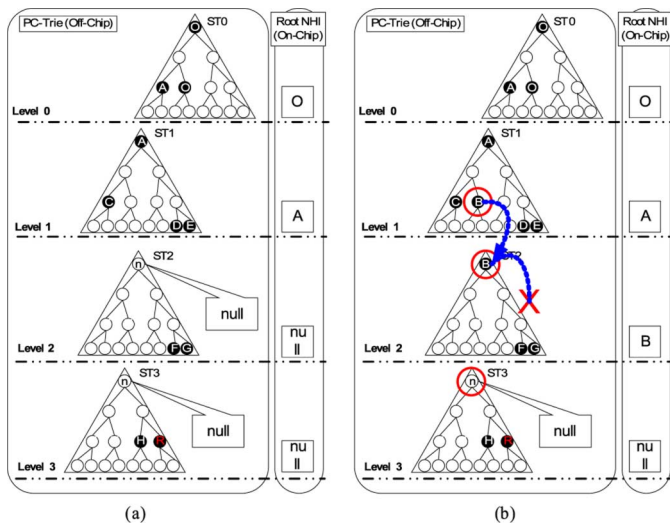 PC-Trie (Off-Chip)
Root NHI
(On-Chip)
ST0
O
A
O
O
Level 0
ST1
A
C
D
E
A
Level 1
ST2
n
null
F
G
nu
ll
Level 2
ST3
n
null
H
nu
ll
Level 3
(a)
PC-Trie (Off-Chip)
Root NHI
(On-Chip)
ST0
O
A
O
O
Level 0
ST1
A
C
B
D
E
A
Level 1
B
X
F
G
B
Level 2
ST3
n
null
H
nu
ll
Level 3
(b)